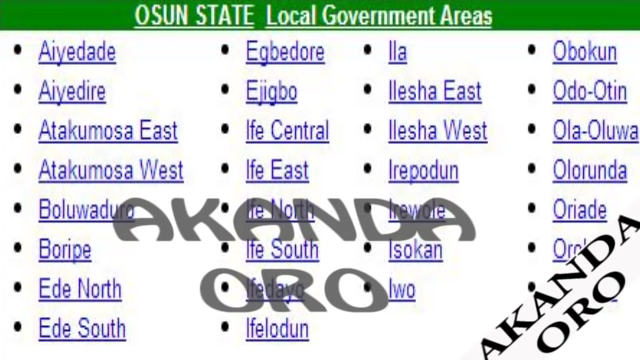 OSUN STATE Local Government Areas
Aiyedade
Aiyedire
Atakumosa East
Atakumosa West
Boluwaduro
Boripe
Ede North
Ede South
Egbedore
Ejigbo
Ife Central
Ife East
Ife North
Ife South
Ifedayo
Ifelodun
Ila
Ilesha East
Ilesha West
Irepodun
Irewole
Isokan
Iwo
Obokun
Odo-Otin
Ola-Oluwa
Olorunda
Oriade
AKANDA
ORO
AKANDA
ORO